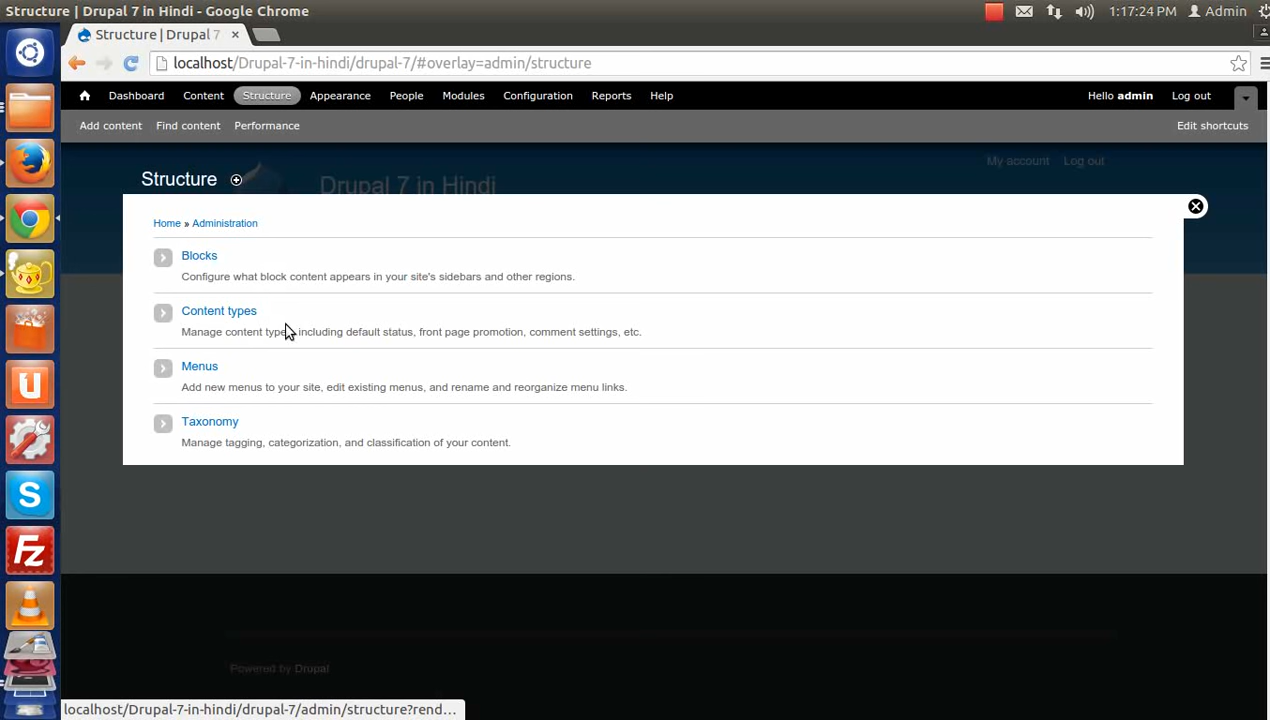 Structure | Drupal 7 in Hindi - Google Chrome
1:17:24 PM
Admin
Structure | Drupal 7
localhost/Drupal-7-in-hindi/drupal-7/#overlay=admin/structure
Dashboard Content Structure Appearance People Modules Configuration Reports Help Hello admin Log out
Add content Find content Performance Edit shortcuts
My account Log out
Structure
Drupal 7 in Hindi
Home » Administration
Blocks
Configure what block content appears in your site's sidebars and other regions.
Content types
Manage content types, including default status, front page promotion, comment settings, etc.
Menus
Add new menus to your site, edit existing menus, and rename and reorganize menu links.
Taxonomy
Manage tagging, categorization, and classification of your content.
Powered by Drupal
localhost/Drupal-7-in-hindi/drupal-7/admin/structure?rend...